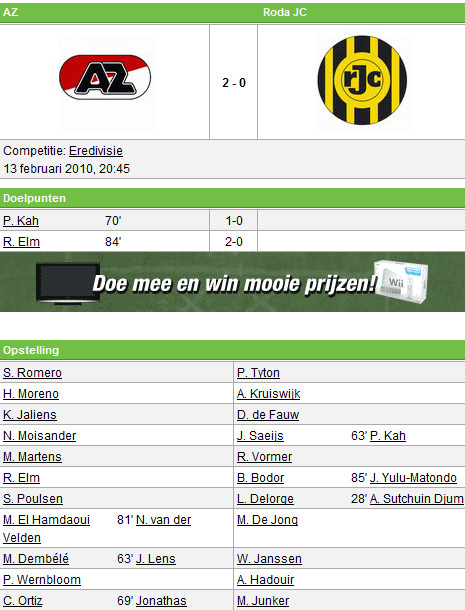 AZ Roda JC
AZ 2 - 0 rJc
Competitie: Eredivisie
13 februari 2010, 20:45
Doelpunten
P. Kah 70' 1-0
R. Elm 84' 2-0
Doe mee en win mooie prijzen! Wii
Opstelling
S. Romero P. Tyton
H. Moreno A. Kruiswijk
K. Jaliens D. de Fauw
N. Moisander J. Saeijs 63' P. Kah
M. Martens R. Vormer
R. Elm B. Bodor 85' J. Yulu-Matondo
S. Poulsen L. Delorge 28' A. Sutchuin Djum
M. El Hamdaoui 81' N. van der M. De Jong
Velden
M. Dembélé 63' J. Lens W. Janssen
P. Wernbloom A. Hadouir
C. Ortiz 69' Jonathas M. Junker